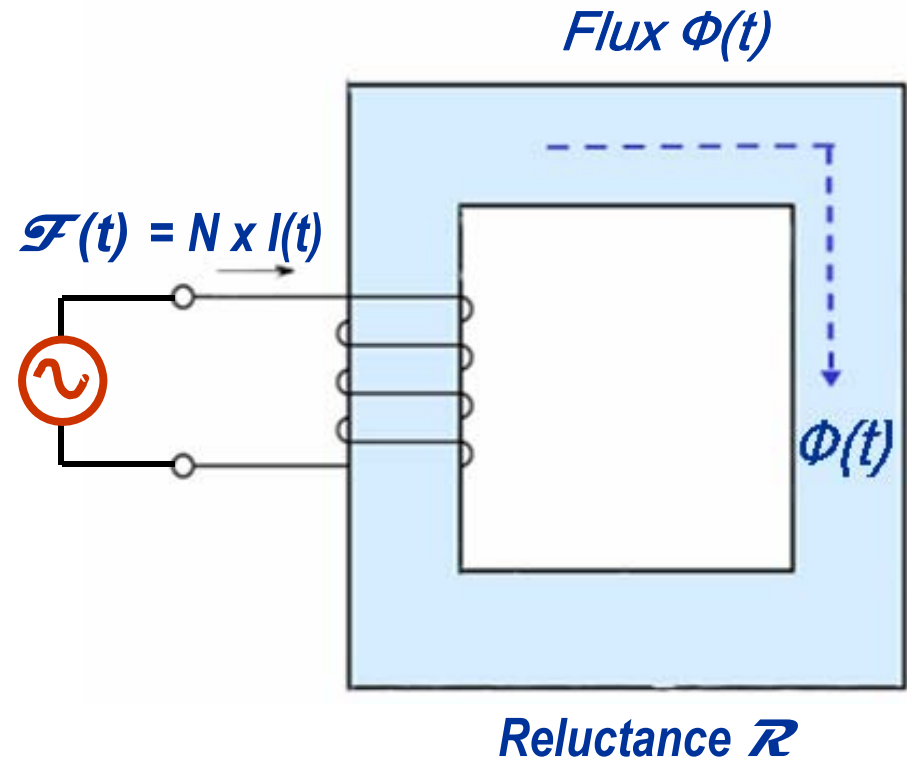 Flux Φ(t)
ℱ(t) = N x I(t)
Φ(t)
Reluctance ℛ